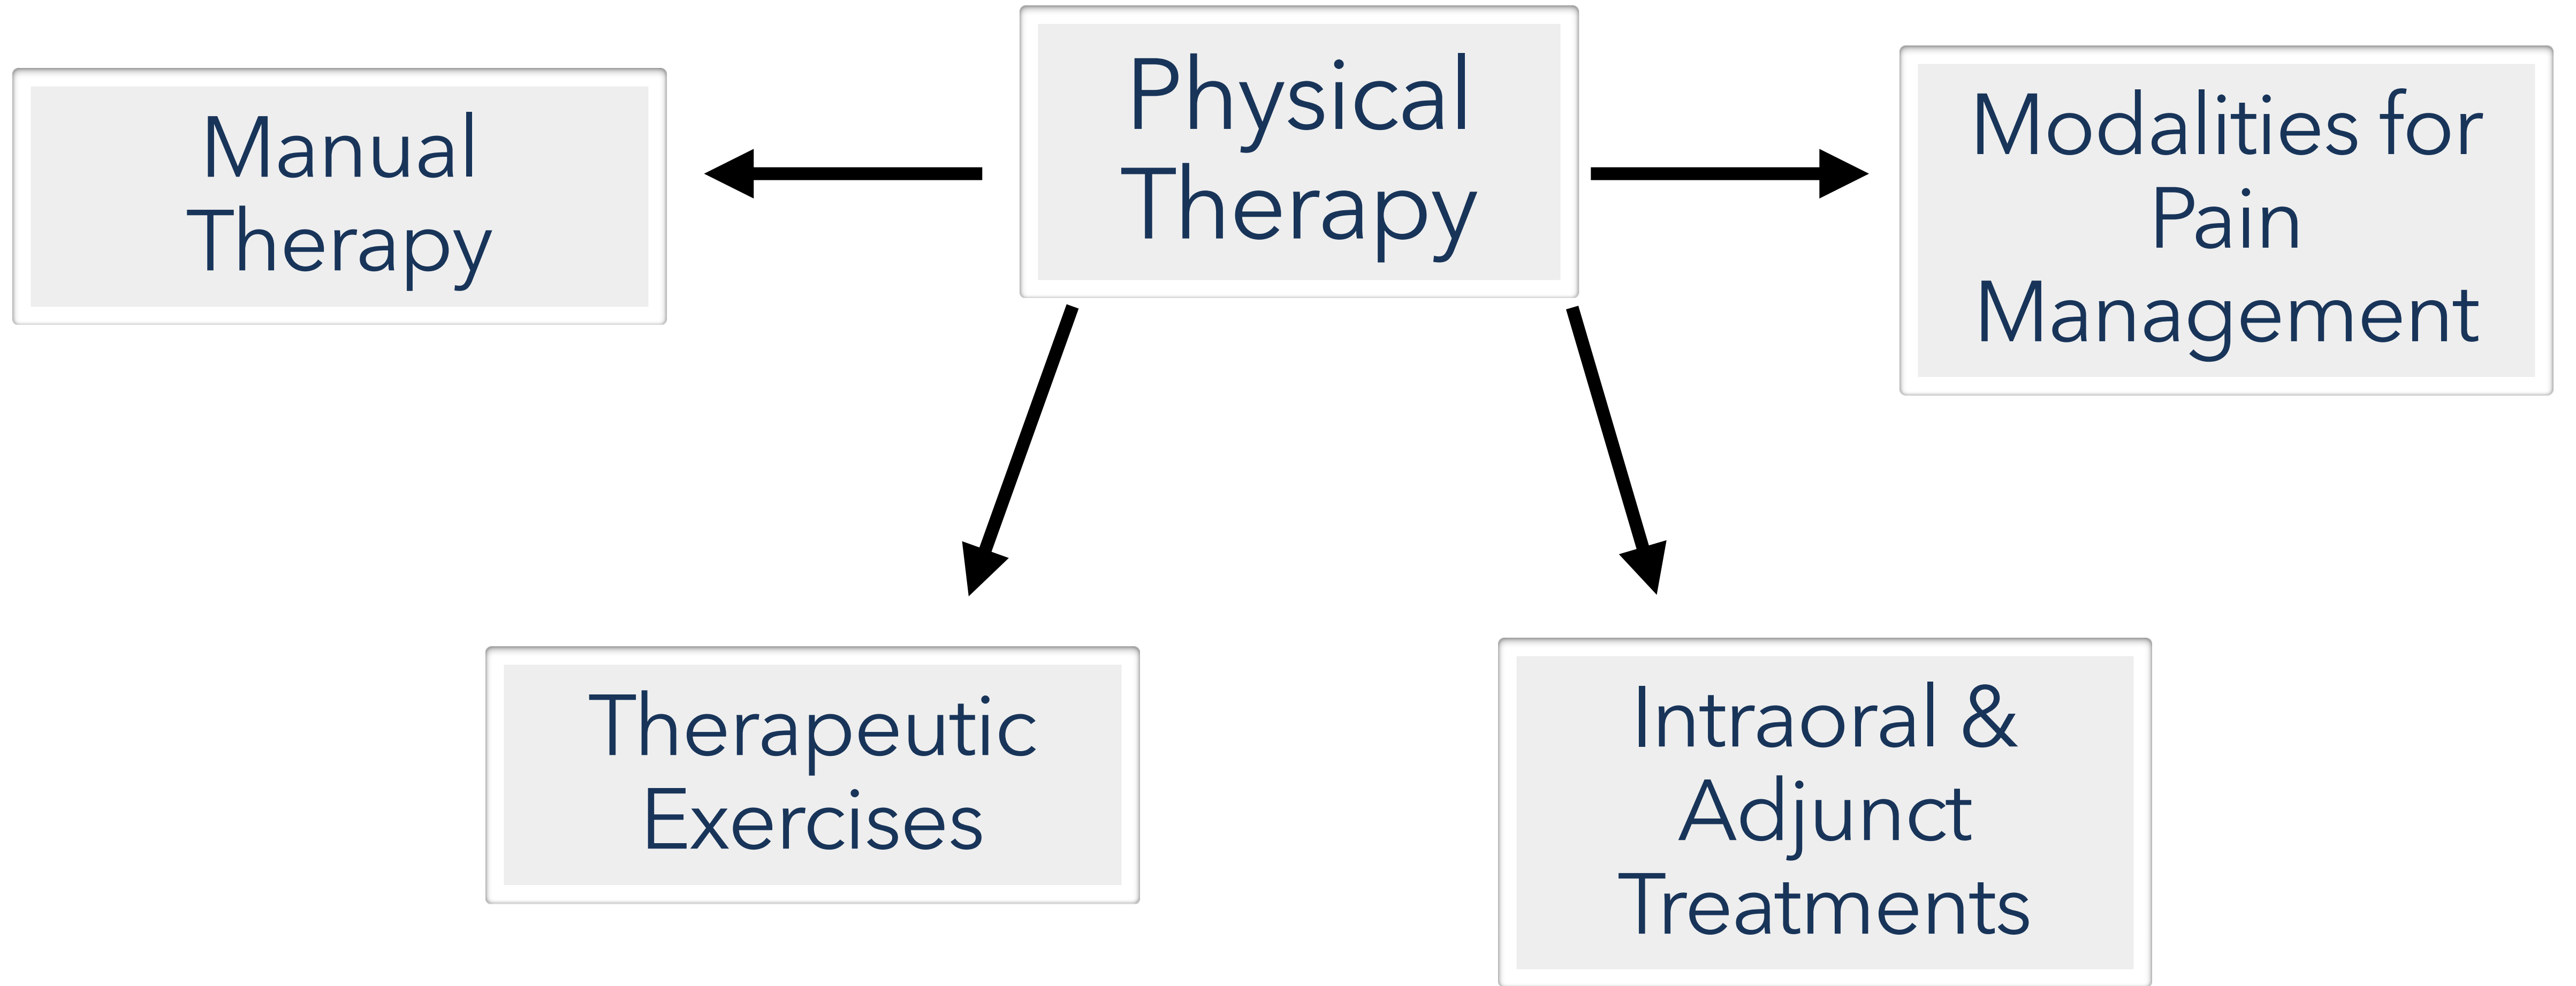 Physical
Therapy
Manual
Therapy
Modalities for
Pain
Management
Therapeutic
Exercises
Intraoral &
Adjunct
Treatments